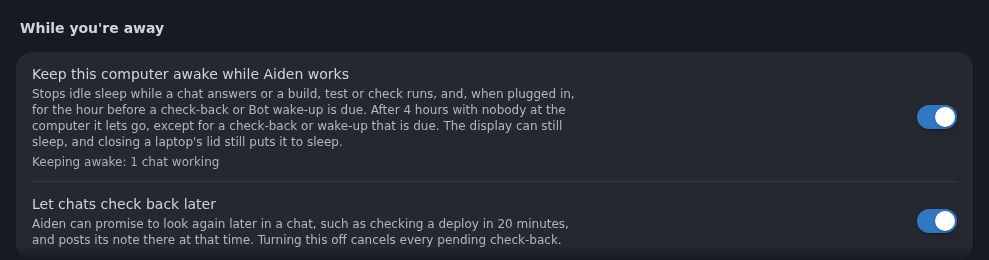 While you're away
Keep this computer awake while Aiden works
Stops idle sleep while a chat answers or a build, test or check runs, and, when plugged in,
for the hour before a check-back or Bot wake-up is due. After 4 hours with nobody at the
computer it lets go, except for a check-back or wake-up that is due. The display can still
sleep, and closing a laptop's lid still puts it to sleep.
Keeping awake: 1 chat working
Let chats check back later
Aiden can promise to look again later in a chat, such as checking a deploy in 20 minutes,
and posts its note there at that time. Turning this off cancels every pending check-back.